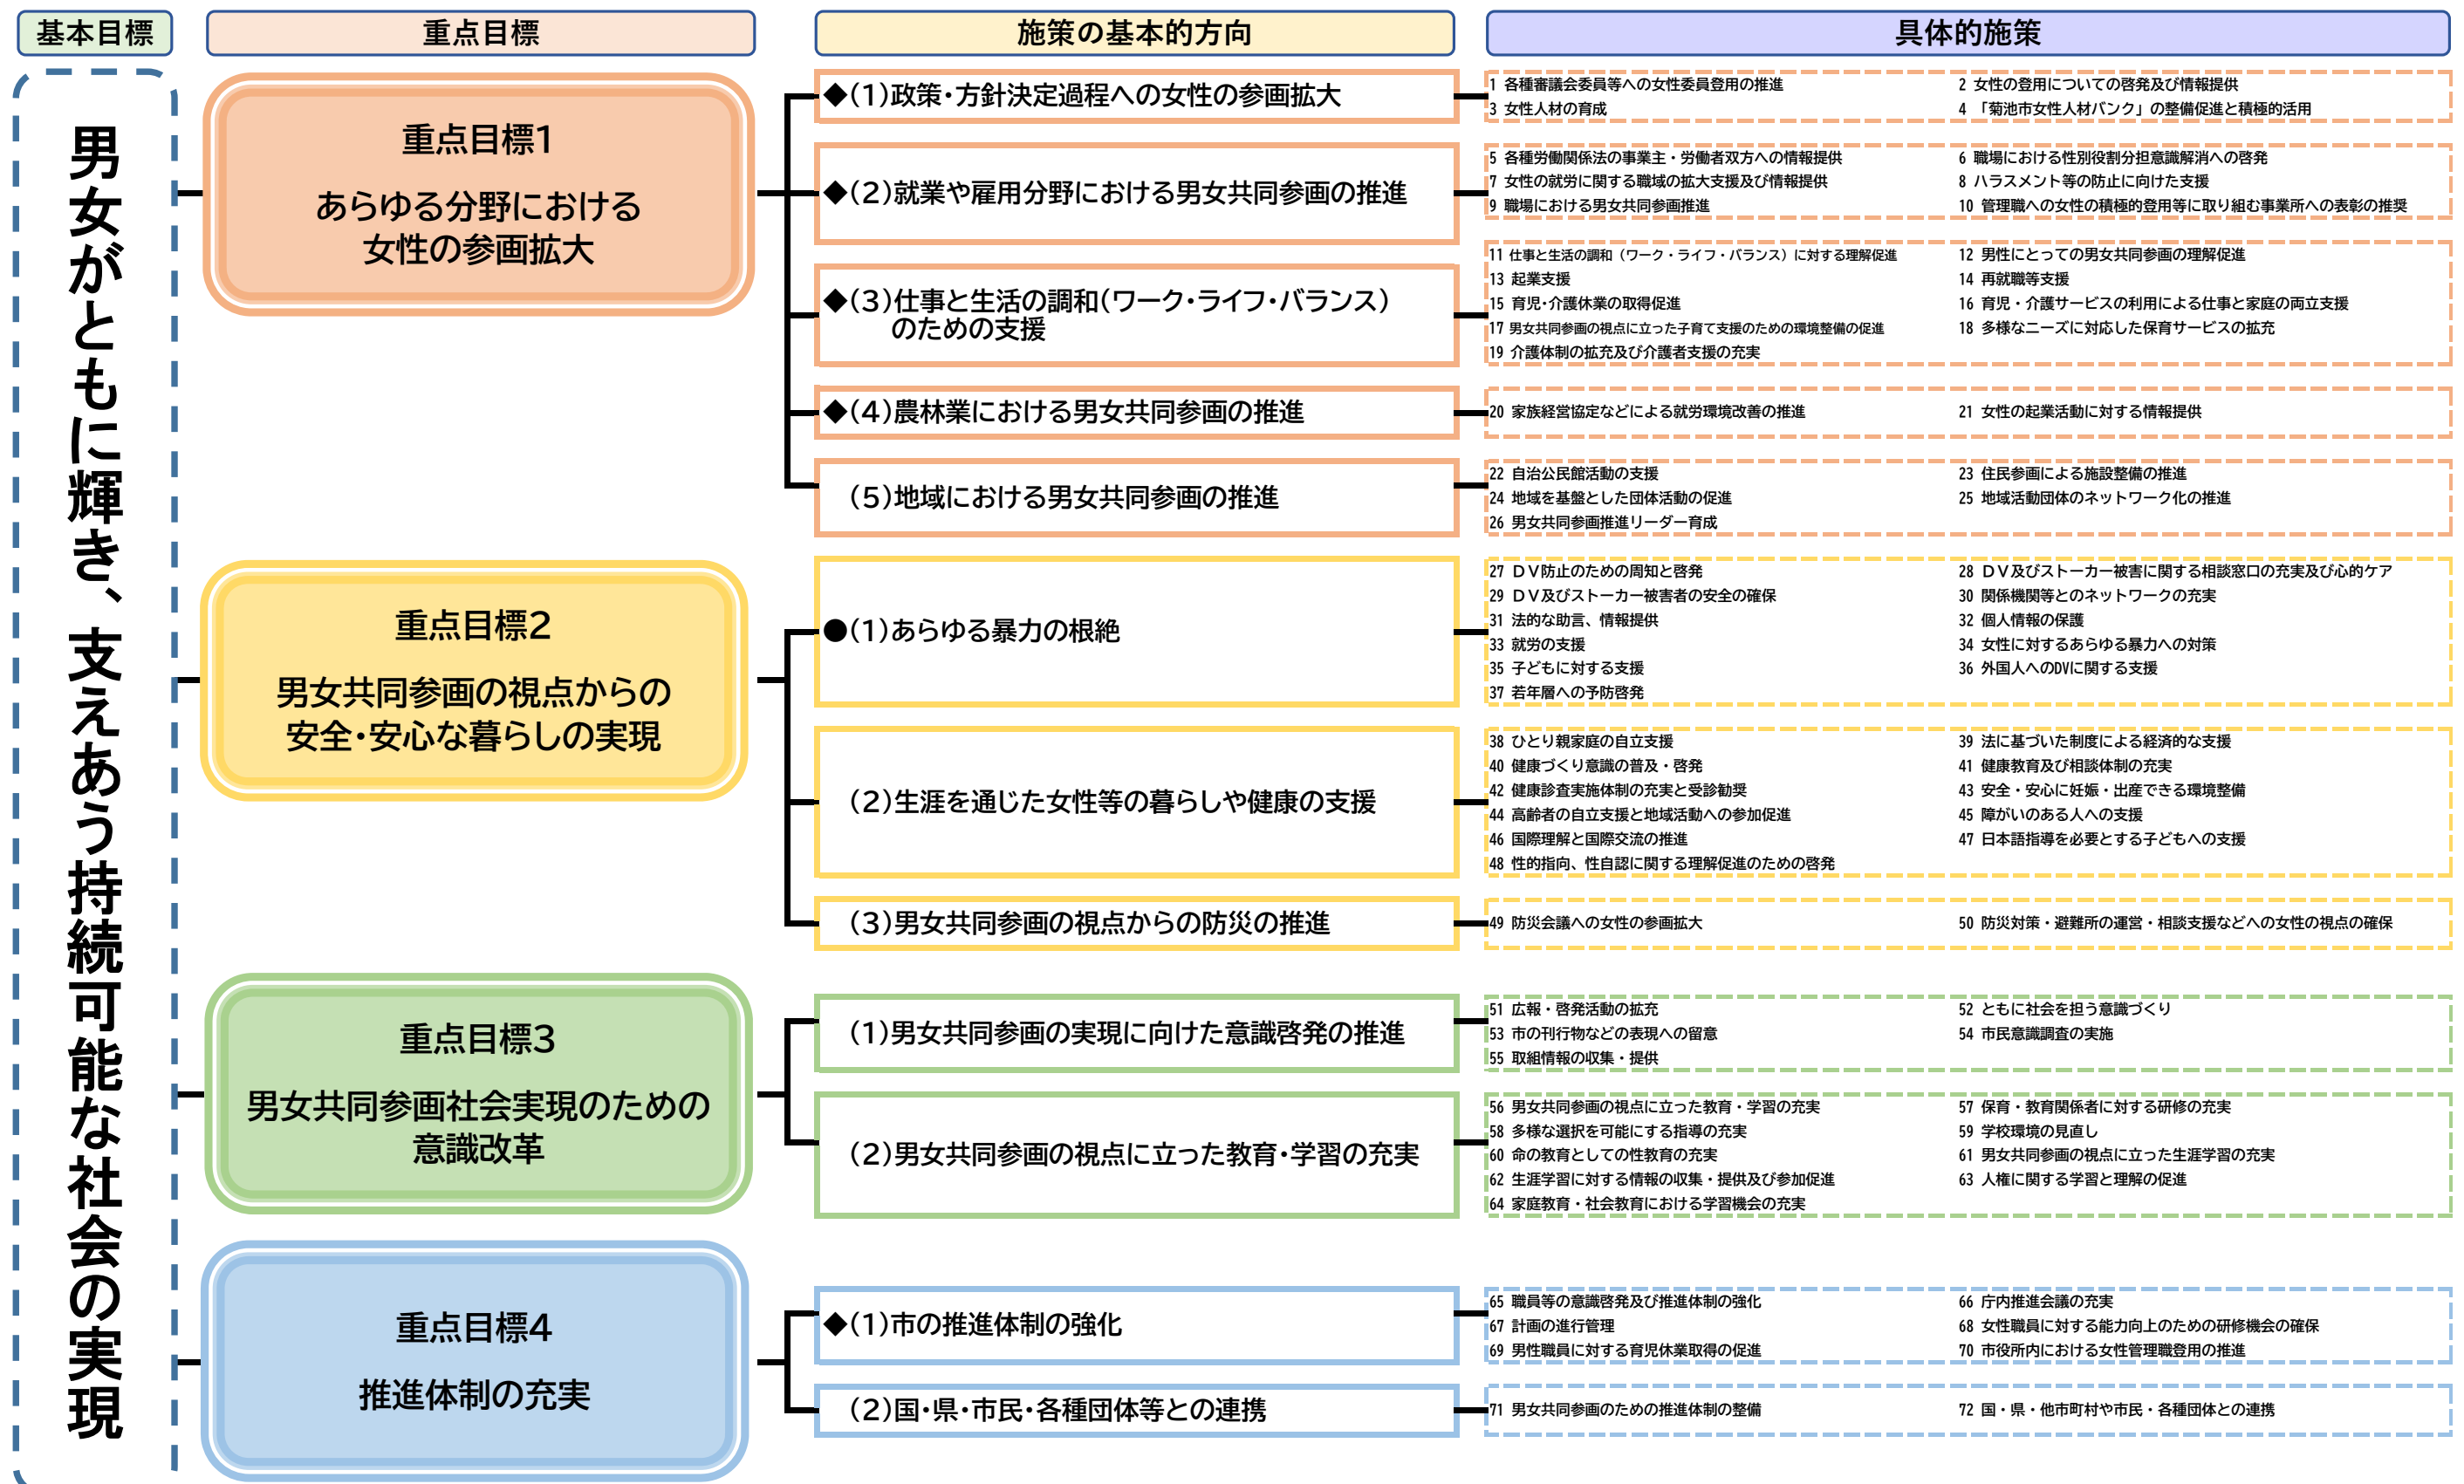 基本目標
重点目標
施策の基本的方向
具体的施策
男女がともに輝き、支えあう持続可能な社会の実現
重点目標1
あらゆる分野における
女性の参画拡大
◆(1)政策・方針決定過程への女性の参画拡大
1 各種審議会委員等への女性委員登用の推進
2 女性の登用についての啓発及び情報提供
3 女性人材の育成
4 「菊池市女性人材バンク」の整備促進と積極的活用
◆(2)就業や雇用分野における男女共同参画の推進
5 各種労働関係法の事業主・労働者双方への情報提供
6 職場における性別役割分担意識解消への啓発
7 女性の就労に関する職域の拡大支援及び情報提供
8 ハラスメント等の防止に向けた支援
9 職場における男女共同参画推進
10 管理職への女性の積極的登用等に取り組む事業所への表彰の推奨
◆(3)仕事と生活の調和(ワーク・ライフ・バランス)
のための支援
11 仕事と生活の調和(ワーク・ライフ・バランス)に対する理解促進
12 男性にとっての男女共同参画の理解促進
13 起業支援
14 再就職等支援
15 育児・介護休業の取得促進
16 育児・介護サービスの利用による仕事と家庭の両立支援
17 男女共同参画の視点に立った子育て支援のための環境整備の促進
18 多様なニーズに対応した保育サービスの拡充
19 介護体制の拡充及び介護者支援の充実
◆(4)農林業における男女共同参画の推進
20 家族経営協定などによる就労環境改善の推進
21 女性の起業活動に対する情報提供
(5)地域における男女共同参画の推進
22 自治公民館活動の支援
23 住民参画による施設整備の推進
24 地域を基盤とした団体活動の促進
25 地域活動団体のネットワーク化の推進
26 男女共同参画推進リーダー育成
重点目標2
男女共同参画の視点からの
安全・安心な暮らしの実現
●(1)あらゆる暴力の根絶
27 DV防止のための周知と啓発
28 DV及びストーカー被害に関する相談窓口の充実及び心的ケア
29 DV及びストーカー被害者の安全の確保
30 関係機関等とのネットワークの充実
31 法的な助言、情報提供
32 個人情報の保護
33 就労の支援
34 女性に対するあらゆる暴力への対策
35 子どもに対する支援
36 外国人へのDVに関する支援
37 若年層への予防啓発
(2)生涯を通じた女性等の暮らしや健康の支援
38 ひとり親家庭の自立支援
39 法に基づいた制度による経済的な支援
40 健康づくり意識の普及・啓発
41 健康教育及び相談体制の充実
42 健康診査実施体制の充実と受診勧奨
43 安全・安心に妊娠・出産できる環境整備
44 高齢者の自立支援と地域活動への参加促進
45 障がいのある人への支援
46 国際理解と国際交流の推進
47 日本語指導を必要とする子どもへの支援
48 性的指向、性自認に関する理解促進のための啓発
(3)男女共同参画の視点からの防災の推進
49 防災会議への女性の参画拡大
50 防災対策・避難所の運営・相談支援などへの女性の視点の確保
重点目標3
男女共同参画社会実現のための
意識改革
(1)男女共同参画の実現に向けた意識啓発の推進
51 広報・啓発活動の拡充
52 ともに社会を担う意識づくり
53 市の刊行物などの表現への留意
54 市民意識調査の実施
55 取組情報の収集・提供
(2)男女共同参画の視点に立った教育・学習の充実
56 男女共同参画の視点に立った教育・学習の充実
57 保育・教育関係者に対する研修の充実
58 多様な選択を可能にする指導の充実
59 学校環境の見直し
60 命の教育としての性教育の充実
61 男女共同参画の視点に立った生涯学習の充実
62 生涯学習に対する情報の収集・提供及び参加促進
63 人権に関する学習と理解の促進
64 家庭教育・社会教育における学習機会の充実
重点目標4
推進体制の充実
◆(1)市の推進体制の強化
65 職員等の意識啓発及び推進体制の強化
66 庁内推進会議の充実
67 計画の進行管理
68 女性職員に対する能力向上のための研修機会の確保
69 男性職員に対する育児休業取得の促進
70 市役所内における女性管理職登用の推進
(2)国・県・市民・各種団体等との連携
71 男女共同参画のための推進体制の整備
72 国・県・他市町村や市民・各種団体との連携